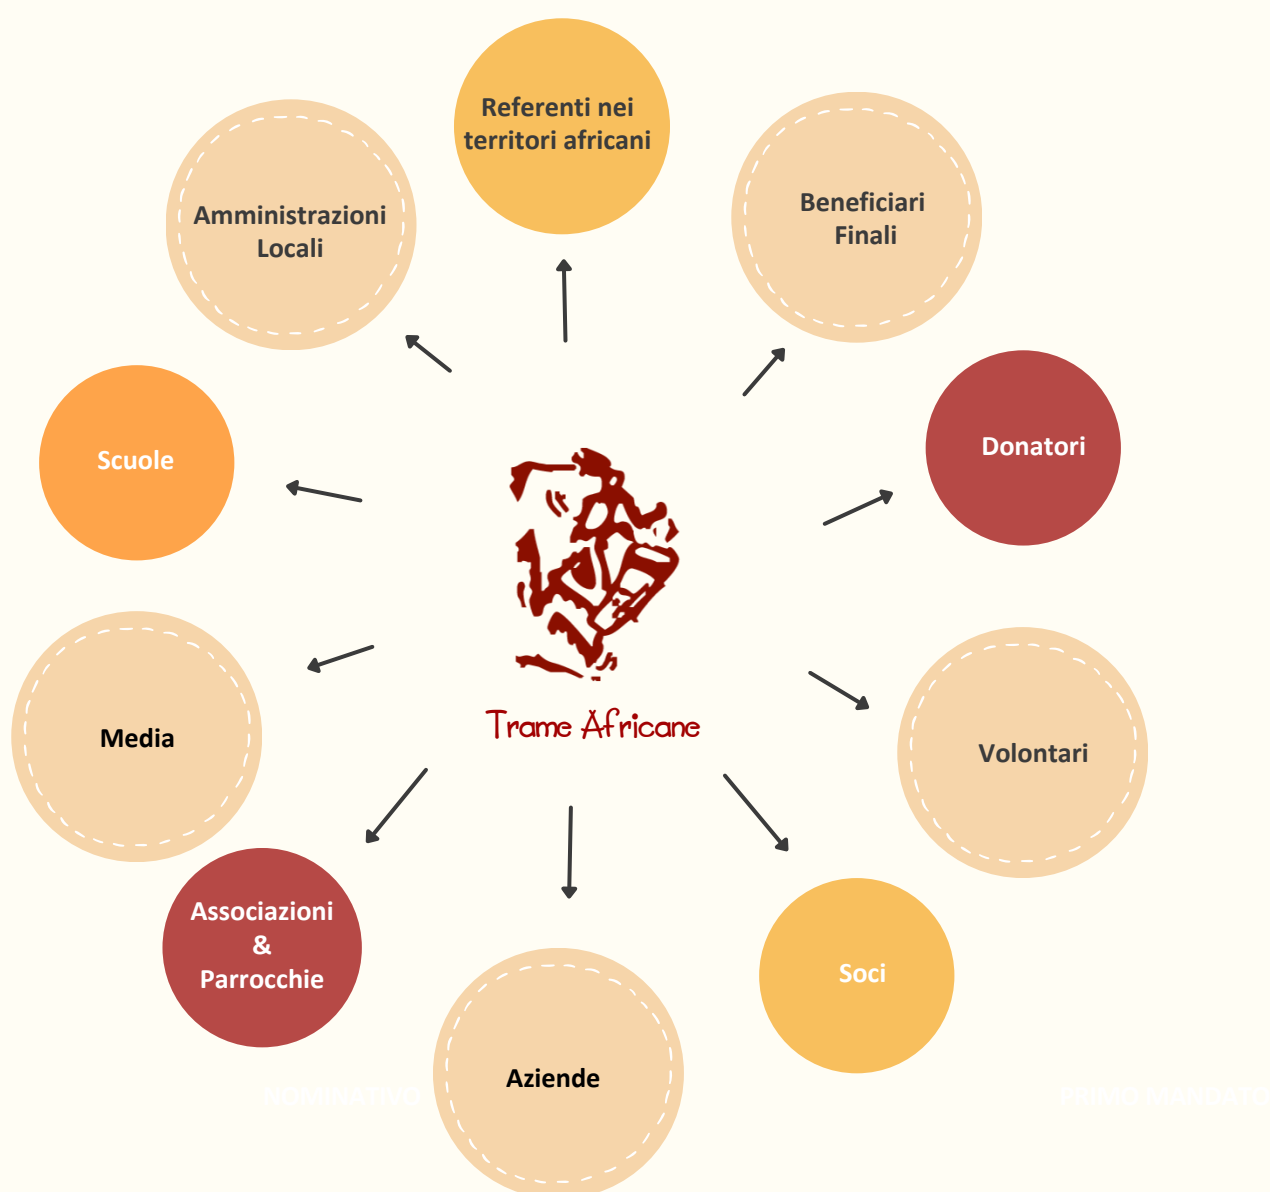 Referenti nei
territori africani
Beneficiari
Finali
Amministrazioni
Locali
Donatori
Scuole
Trame Africane
Media
Volontari
Associazioni
&
Parrocchie
Soci
Aziende